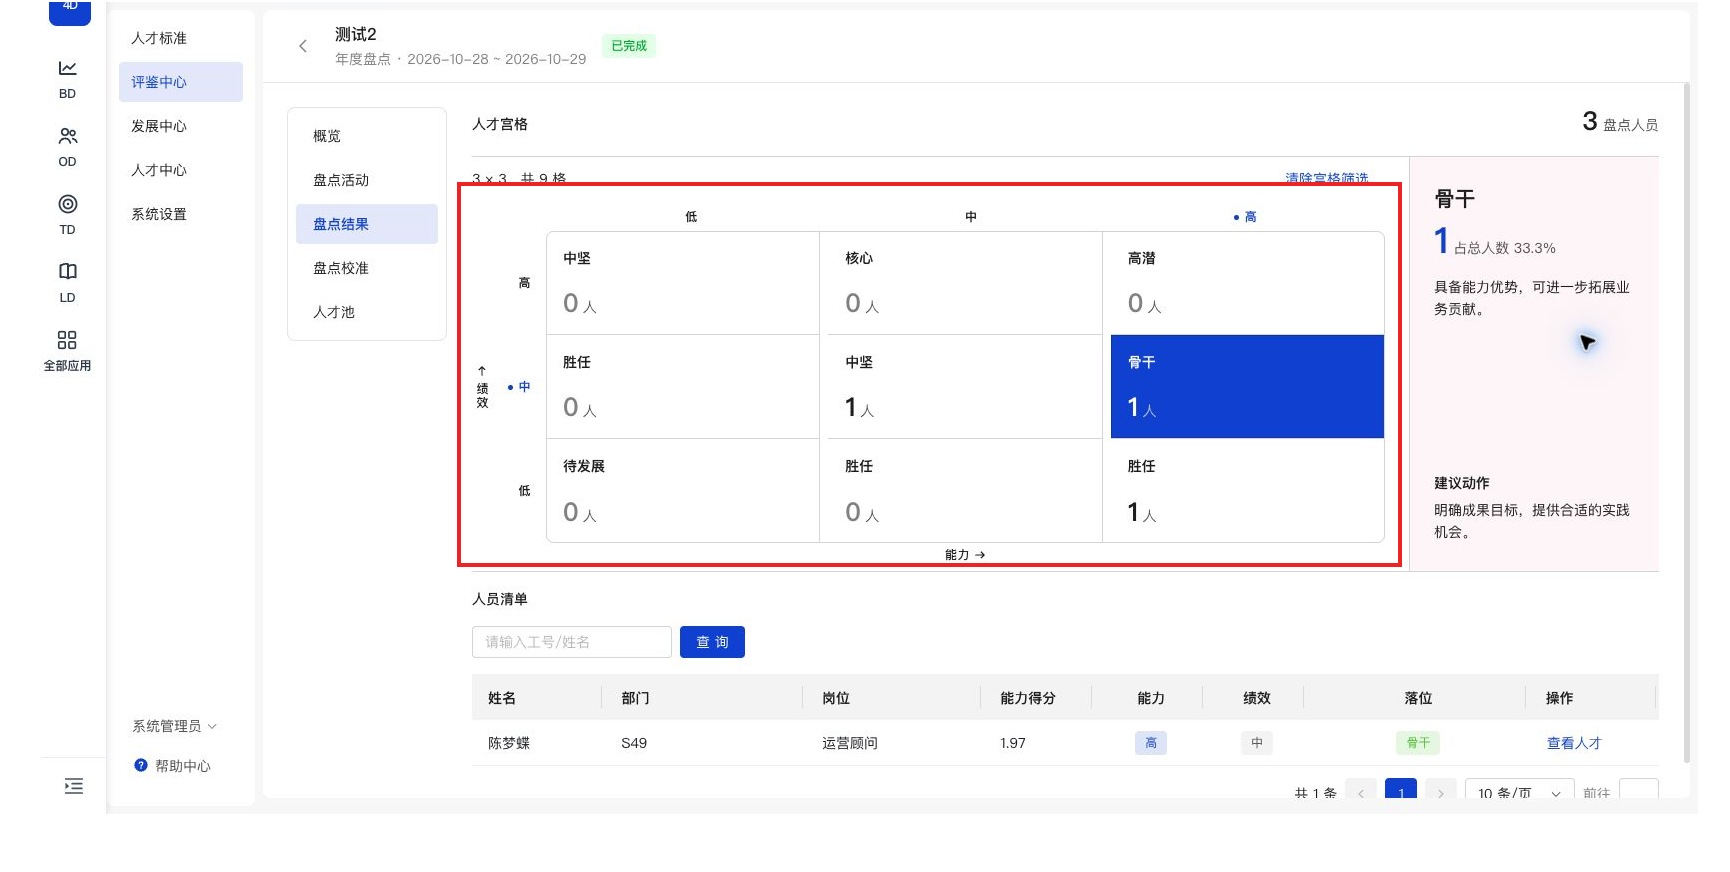 4D
BD
OD
TD
LD
全部应用
人才标准
评鉴中心
发展中心
人才中心
系统设置
系统管理员
? 帮助中心
测试2
已完成
年度盘点 · 2026-10-28 ~ 2026-10-29
概览
盘点活动
盘点结果
盘点校准
人才池
人才宫格
3 盘点人员
3 × 3，共 9 格
清除宫格筛选
低
中
高
高
中坚
0 人
核心
0 人
高潜
0 人
↑ 绩效
中
胜任
0 人
中坚
1 人
骨干
1 人
低
待发展
0 人
胜任
0 人
胜任
1 人
能力 →
骨干
1 占总人数 33.3%
具备能力优势，可进一步拓展业
务贡献。
建议动作
明确成果目标，提供合适的实践
机会。
人员清单
请输入工号/姓名
查 询
姓名 部门 岗位 能力得分 能力 绩效 落位 操作
陈梦蝶 S49 运营顾问 1.97 高 中 骨干 查看人才
共 1 条 < 1 > 10 条/页 前往